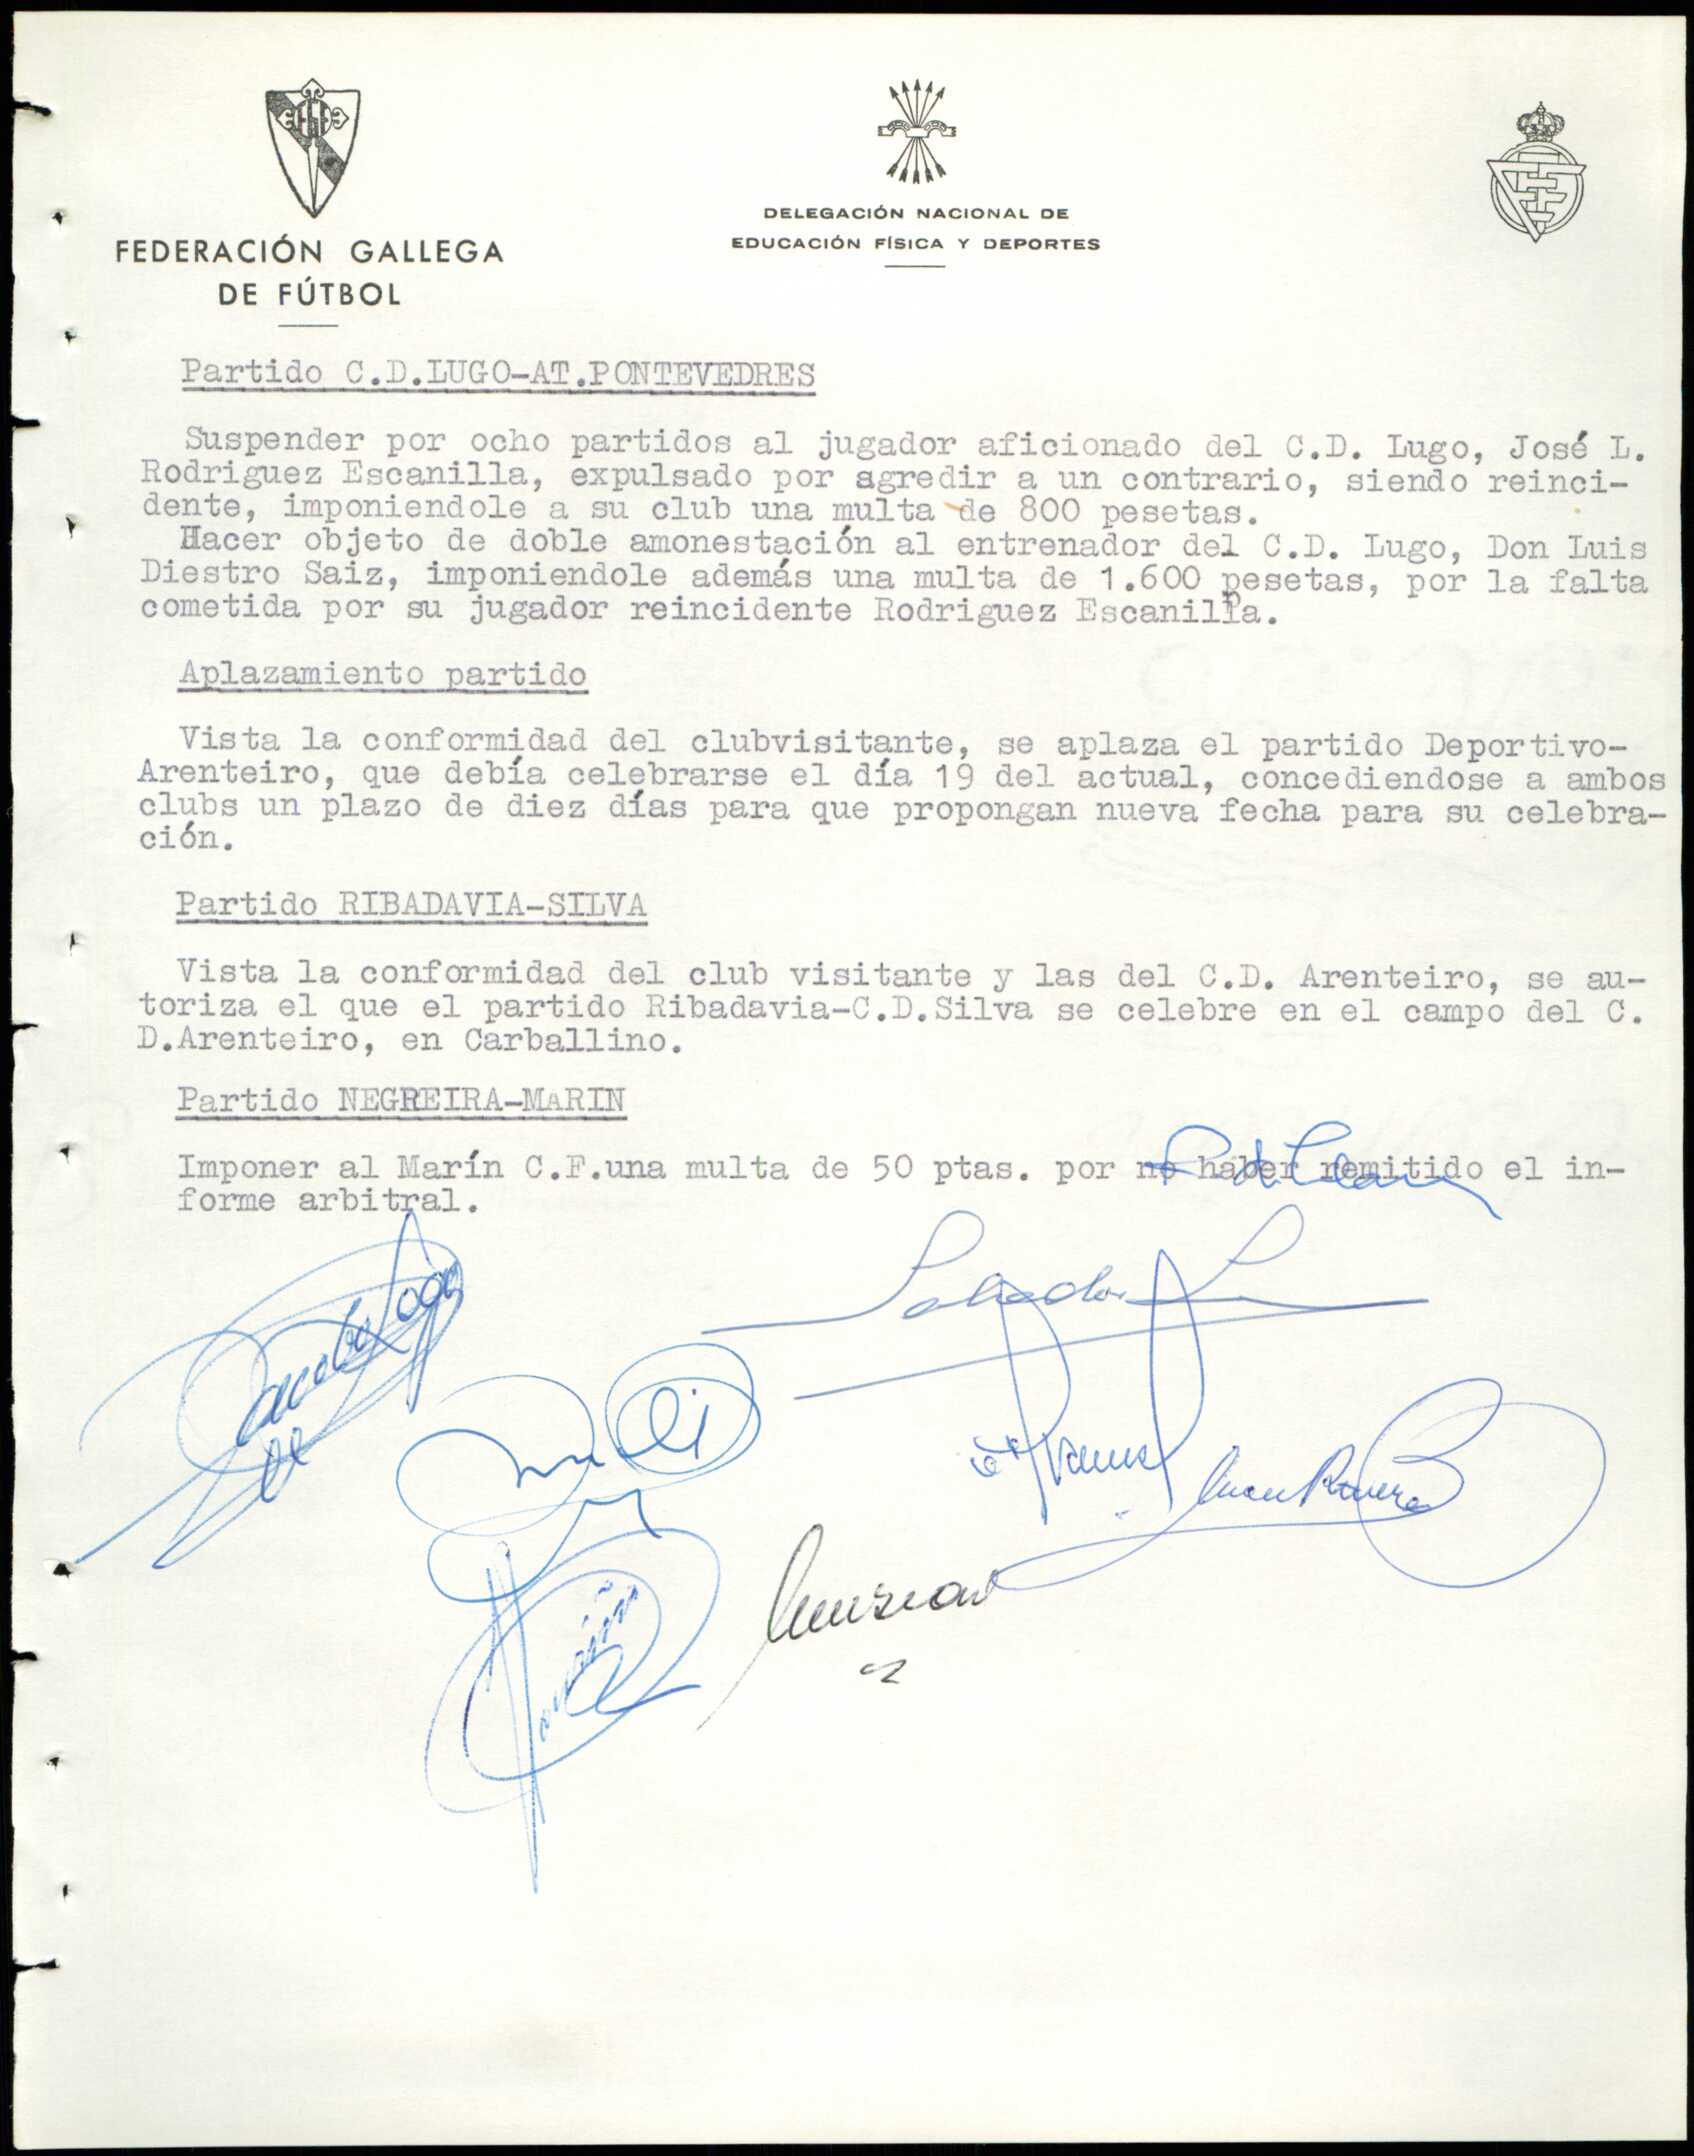 FEDERACIÓN GALLEGA
DE FÚTBOL
DELEGACIÓN NACIONAL DE
EDUCACIÓN FÍSICA Y DEPORTES
Partido C.D.LUGO-AT.PONTEVEDRES
Suspender por ocho partidos al jugador aficionado del C.D. Lugo, José L.
Rodriguez Escanilla, expulsado por agredir a un contrario, siendo reinci-
dente, imponiendole a su club una multa de 800 pesetas.
Hacer objeto de doble amonestación al entrenador del C.D. Lugo, Don Luis
Diestro Saiz, imponiendole además una multa de 1.600 pesetas, por la falta
cometida por su jugador reincidente Rodriguez Escanilla.
Aplazamiento partido
Vista la conformidad del clubvisitante, se aplaza el partido Deportivo-
Arenteiro, que debía celebrarse el día 19 del actual, concediendose a ambos
clubs un plazo de diez días para que propongan nueva fecha para su celebra-
ción.
Partido RIBADAVIA-SILVA
Vista la conformidad del club visitante y las del C.D. Arenteiro, se au-
toriza el que el partido Ribadavia-C.D.Silva se celebre en el campo del C.
D.Arenteiro, en Carballino.
Partido NEGREIRA-MARIN
Imponer al Marín C.F.una multa de 50 ptas. por no haber remitido el in-
forme arbitral.